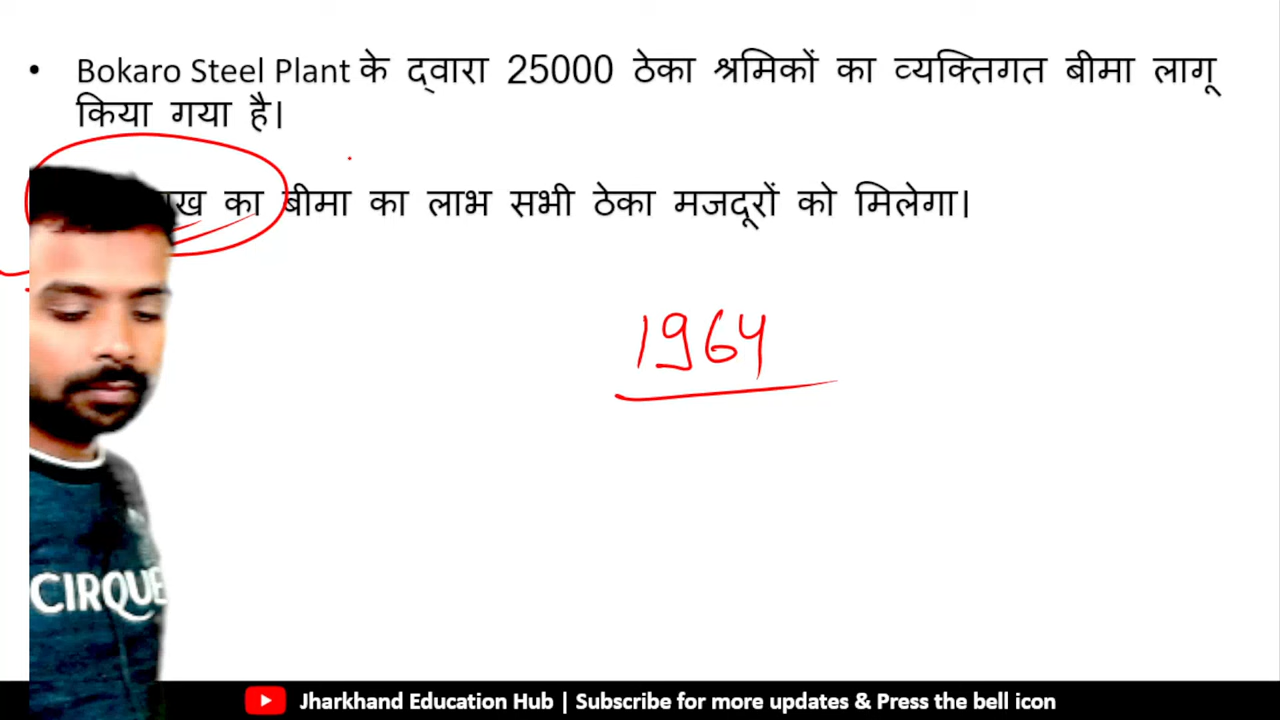 • Bokaro Steel Plant के द्वारा 25000 ठेका श्रमिकों का व्यक्तिगत बीमा लागू
किया गया है।
का बीमा का लाभ सभी ठेका मजदूरों को मिलेगा।
1964
CIRQUE
Jharkhand Education Hub | Subscribe for more updates & Press the bell icon